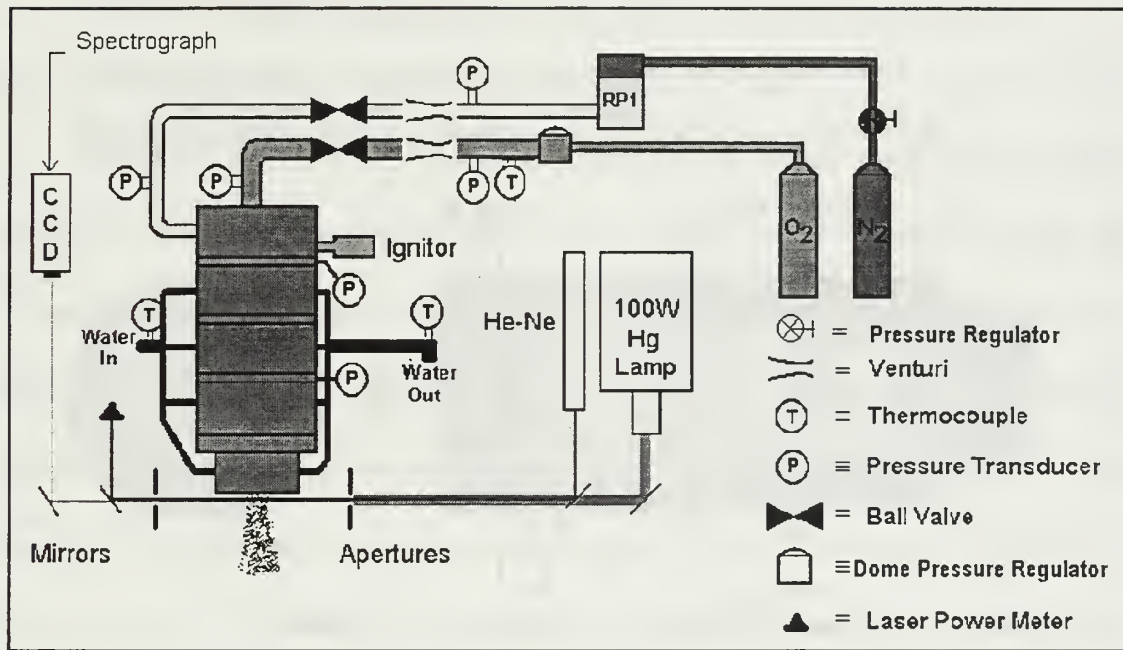 Spectrograph
CCD
P
RP1
P
P
P
T
O2
N2
Ignitor
P
T
Water
In
T
Water
Out
P
He-Ne
100W
Hg
Lamp
Mirrors
Apertures
= Pressure Regulator
= Venturi
T = Thermocouple
P ≡ Pressure Transducer
= Ball Valve
≡ Dome Pressure Regulator
= Laser Power Meter